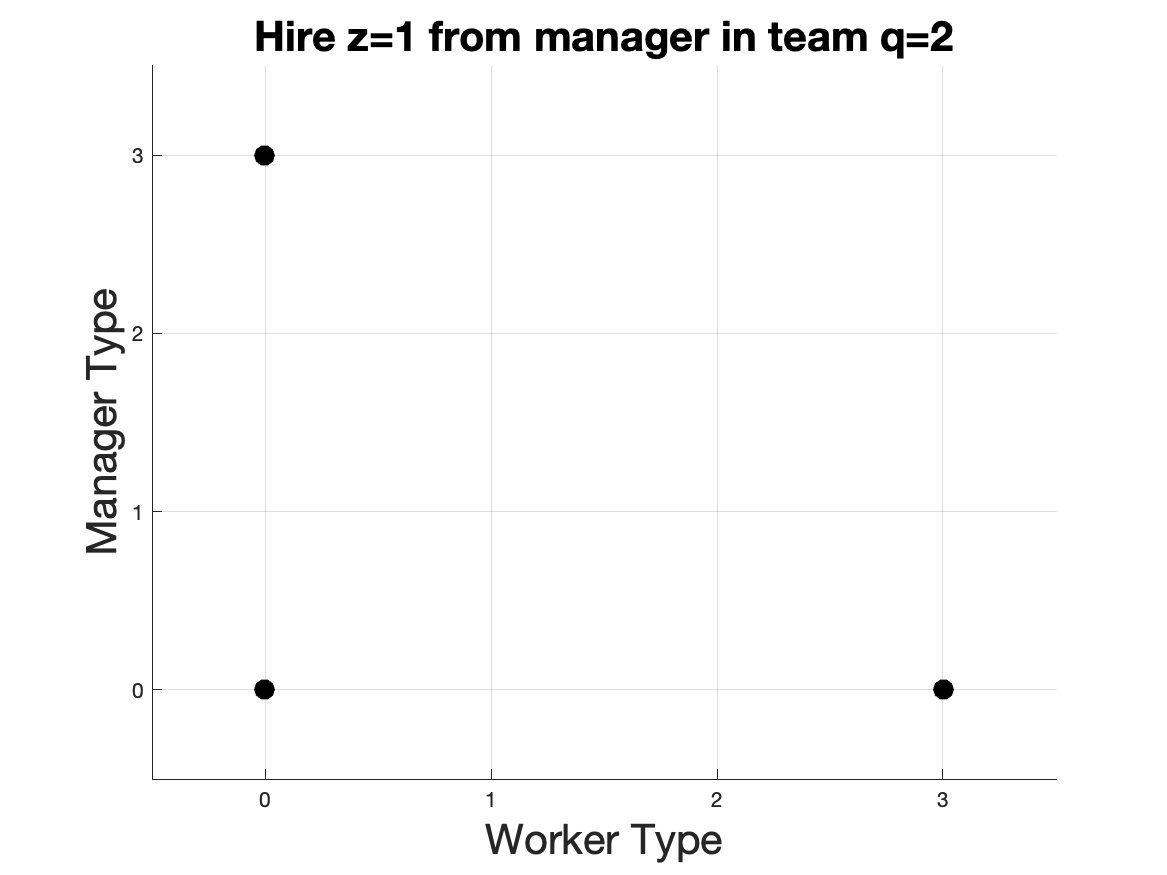 Hire z=1 from manager in team q=2
3
2
1
0
Manager Type
0 1 2 3
Worker Type